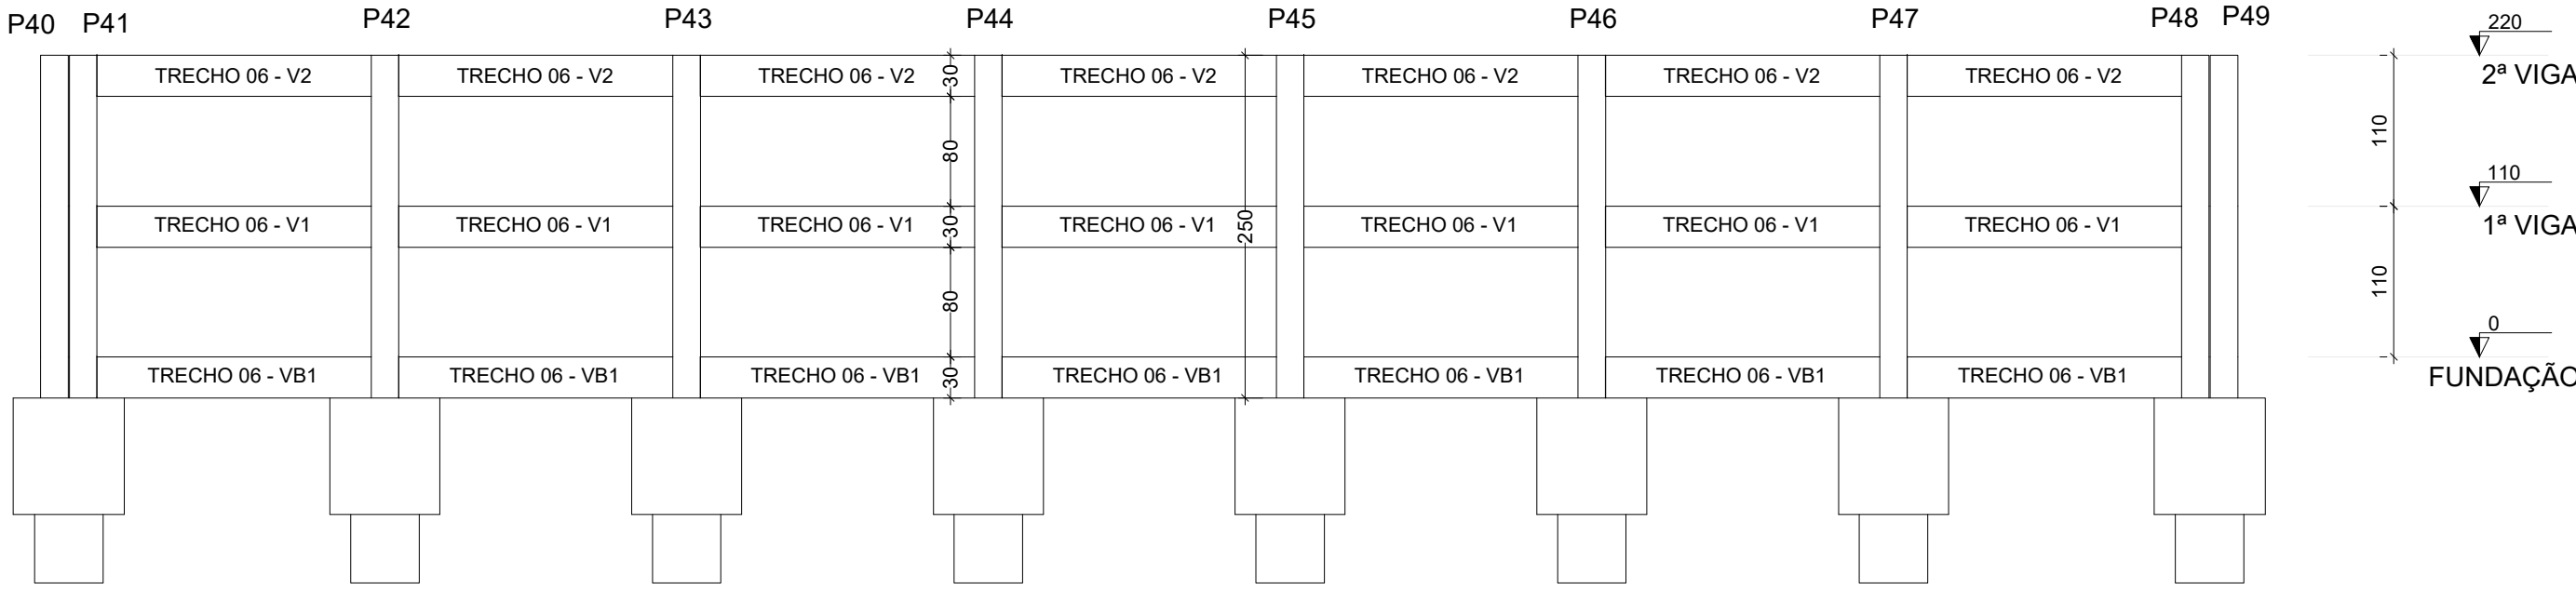 P40 P41 P42 P43 P44 P45 P46 P47 P48 P49
220
TRECHO 06 - V2 TRECHO 06 - V2 TRECHO 06 - V2 30 TRECHO 06 - V2 TRECHO 06 - V2 TRECHO 06 - V2 TRECHO 06 - V2 2ª VIGA
80 110
110
TRECHO 06 - V1 TRECHO 06 - V1 TRECHO 06 - V1 30 TRECHO 06 - V1 250 TRECHO 06 - V1 TRECHO 06 - V1 TRECHO 06 - V1 1ª VIGA
80 110
0
TRECHO 06 - VB1 TRECHO 06 - VB1 TRECHO 06 - VB1 30 TRECHO 06 - VB1 TRECHO 06 - VB1 TRECHO 06 - VB1 TRECHO 06 - VB1 FUNDAÇÃO